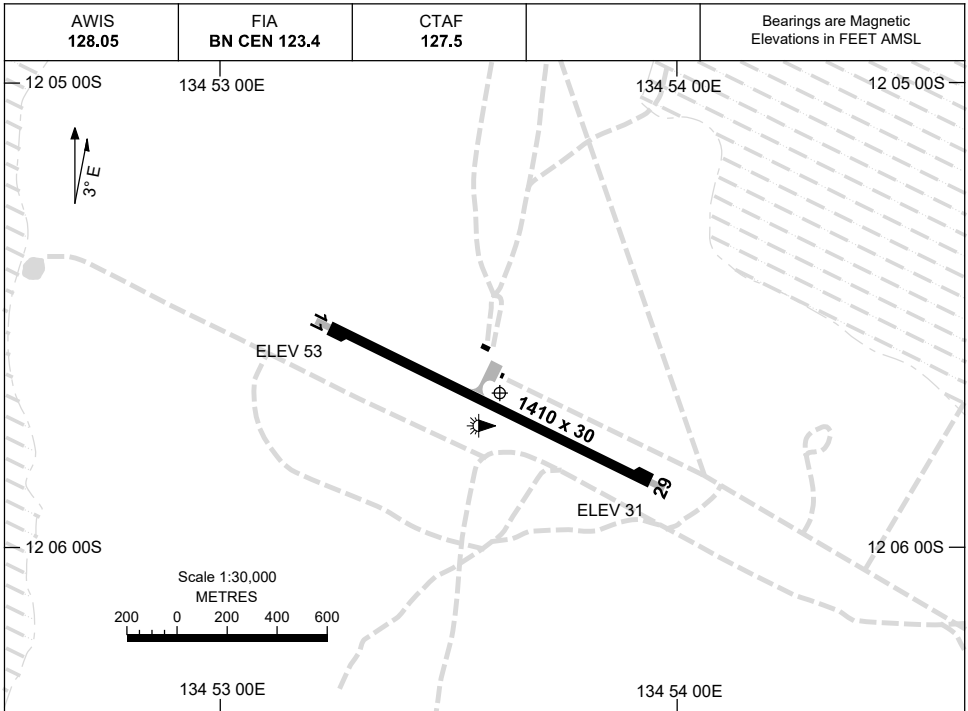 AWIS
128.05
FIA
BN CEN 123.4
CTAF
127.5
Bearings are Magnetic
Elevations in FEET AMSL
12 05 00S
134 53 00E
134 54 00E
12 05 00S
3° E
11
ELEV 53
1410 x 30
29
ELEV 31
12 06 00S
12 06 00S
Scale 1:30,000
METRES
200 0 200 400 600
134 53 00E
134 54 00E